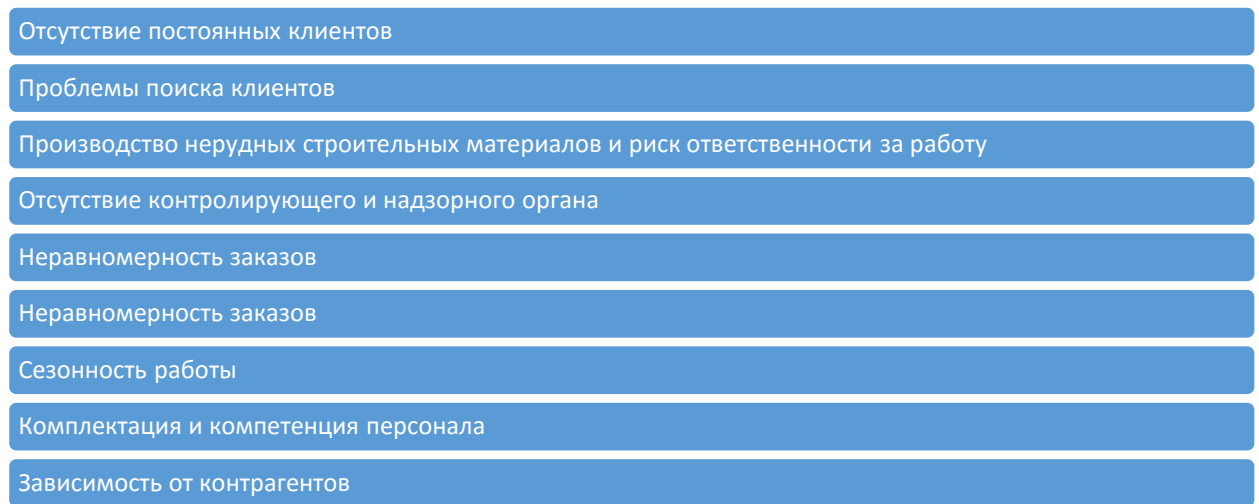 Отсутствие постоянных клиентов
Проблемы поиска клиентов
Производство нерудных строительных материалов и риск ответственности за работу
Отсутствие контролирующего и надзорного органа
Неравномерность заказов
Неравномерность заказов
Сезонность работы
Комплектация и компетенция персонала
Зависимость от контрагентов